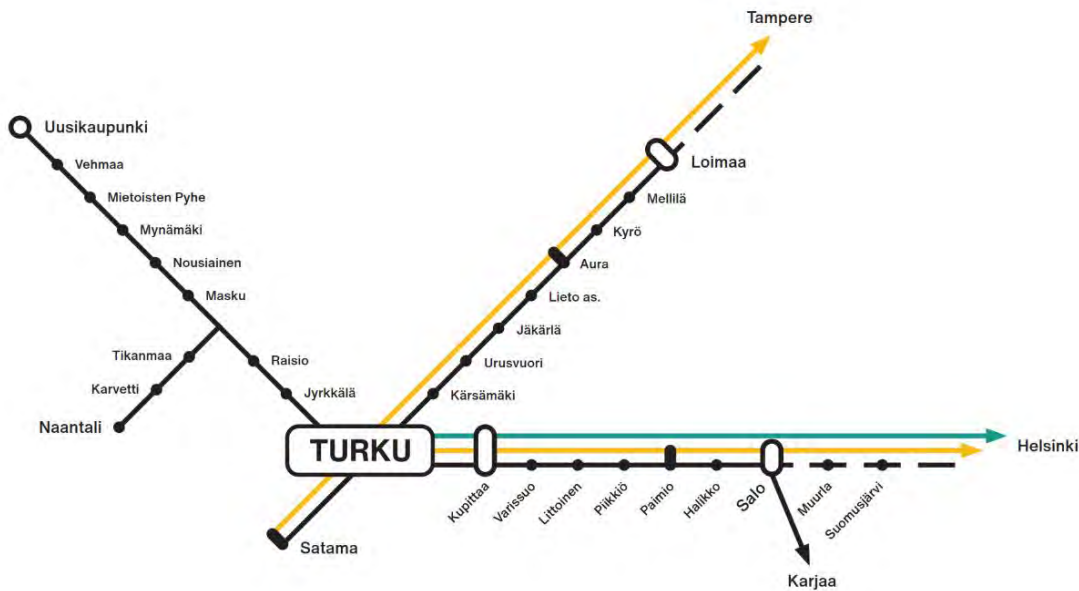 Tampere
Uusikaupunki
Vehmaa
Mietoisten Pyhe
Mynämäki
Nousiainen
Masku
Raisio
Jyrkkälä
Tikanmaa
Karvetti
Naantali
Loimaa
Mellilä
Kyrö
Aura
Lieto as.
Jäkärlä
Urusvuori
Kärsämäki
TURKU
Helsinki
Kupittaa
Varissuo
Littoinen
Piikkiö
Paimio
Halikko
Salo
Muurla
Suomusjärvi
Satama
Karjaa